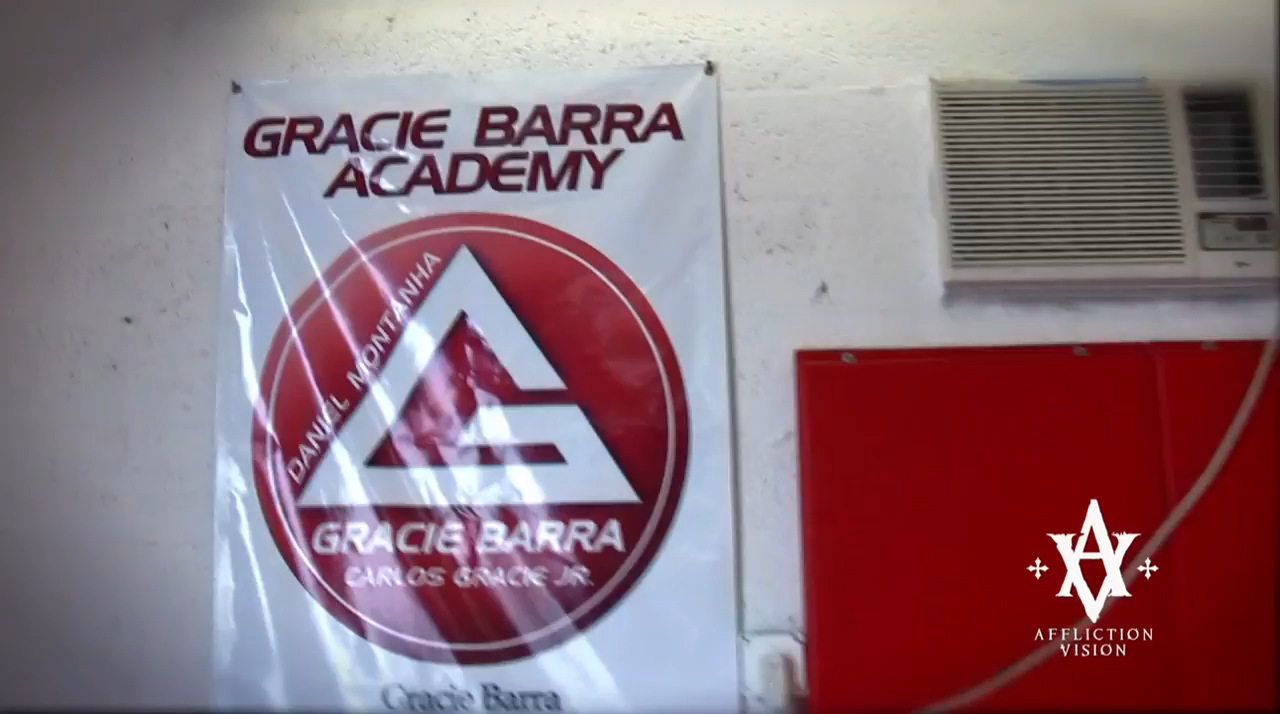 GRACIE BARRA
ACADEMY
DANIEL MONTANHA
GRACIE BARRA
CARLOS GRACIE JR.
Gracie Barra
AFFLICTION
VISION